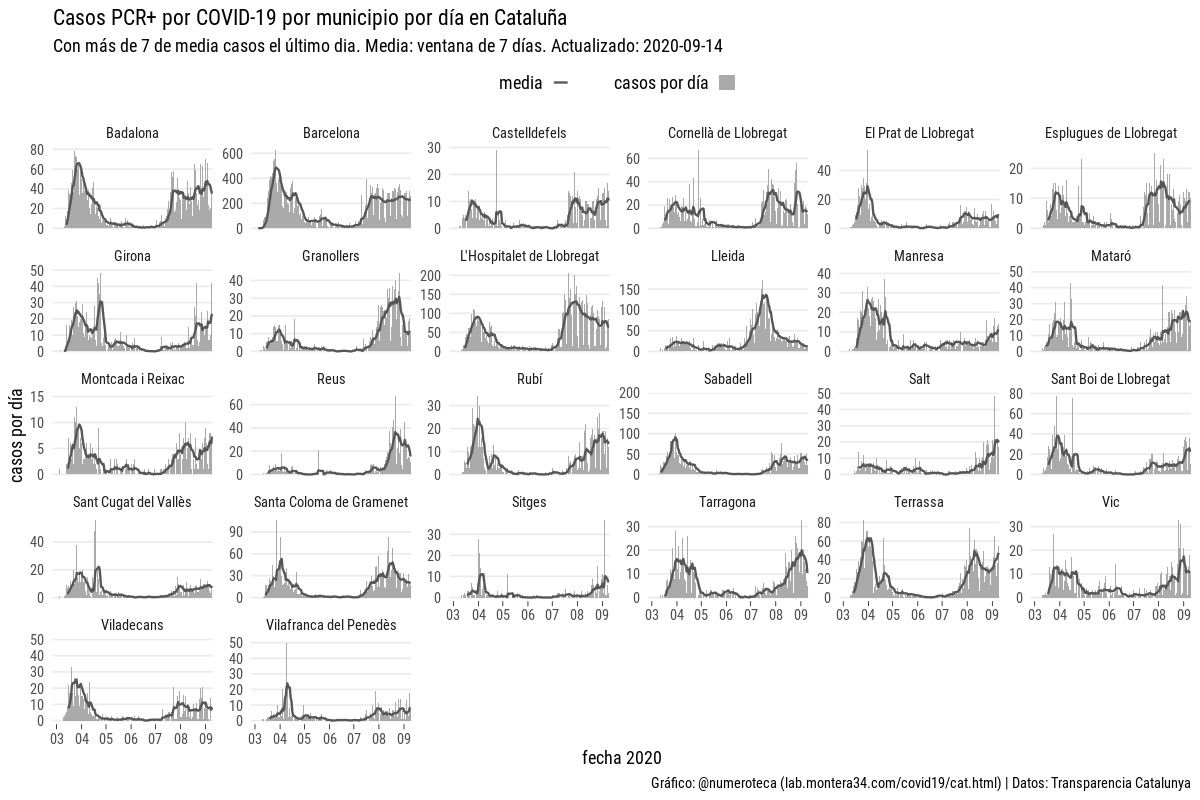 Casos PCR+ por COVID-19 por municipio por día en Cataluña
Con más de 7 de media casos el último dia. Media: ventana de 7 días. Actualizado: 2020-09-14
media casos por día
Badalona Barcelona Castelldefels Cornellà de Llobregat El Prat de Llobregat Esplugues de Llobregat
80 60 40 20 0
600 400 200 0
30 20 10 0
60 40 20 0
40 20 0
20 10 0
Girona Granollers L'Hospitalet de Llobregat Lleida Manresa Mataró
50 40 30 20 10 0
40 30 20 10 0
200 150 100 50 0
150 100 50 0
40 30 20 10 0
50 40 30 20 10 0
Montcada i Reixac Reus Rubí Sabadell Salt Sant Boi de Llobregat
15 10 5 0
60 40 20 0
30 20 10 0
200 150 100 50 0
50 40 30 20 10 0
80 60 40 20 0
Sant Cugat del Vallès Santa Coloma de Gramenet Sitges Tarragona Terrassa Vic
40 20 0
90 60 30 0
30 20 10 0
30 20 10 0
80 60 40 20 0
30 20 10 0
03 04 05 06 07 08 09
03 04 05 06 07 08 09
03 04 05 06 07 08 09
03 04 05 06 07 08 09
Viladecans Vilafranca del Penedès
50 40 30 20 10 0
50 40 30 20 10 0
03 04 05 06 07 08 09
03 04 05 06 07 08 09
casos por día
fecha 2020
Gráfico: @numeroteca (lab.montera34.com/covid19/cat.html) | Datos: Transparencia Catalunya